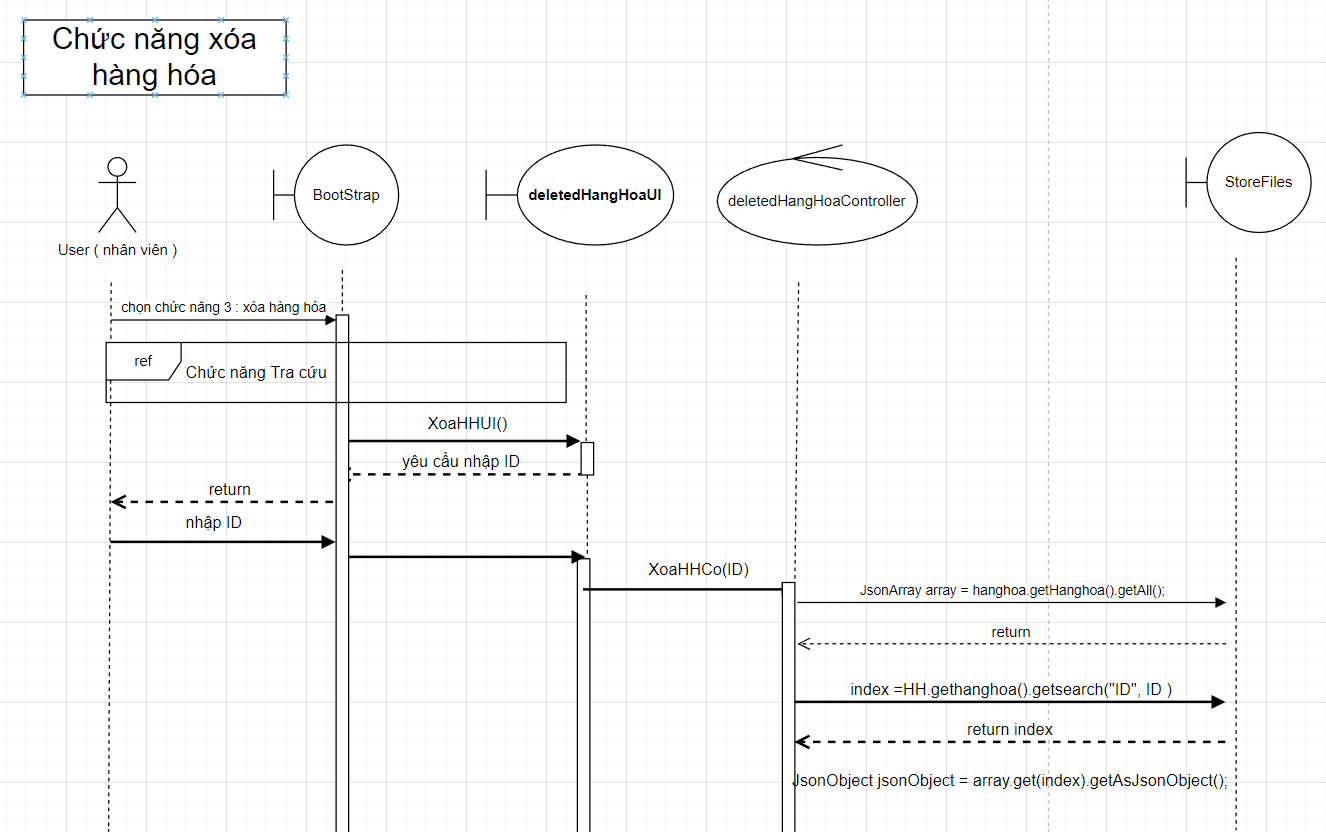 Chức năng xóa
hàng hóa
BootStrap
deletedHangHoaUI
deletedHangHoaController
StoreFiles
User ( nhân viên )
chọn chức năng 3 : xóa hàng hóa
ref
Chức năng Tra cứu
XoaHHUI()
yêu cầu nhập ID
return
nhập ID
XoaHHCo(ID)
JsonArray array = hanghoa.getHanghoa().getAll();
return
index =HH.gethanghoa().getsearch("ID", ID )
return index
JsonObject jsonObject = array.get(index).getAsJsonObject();